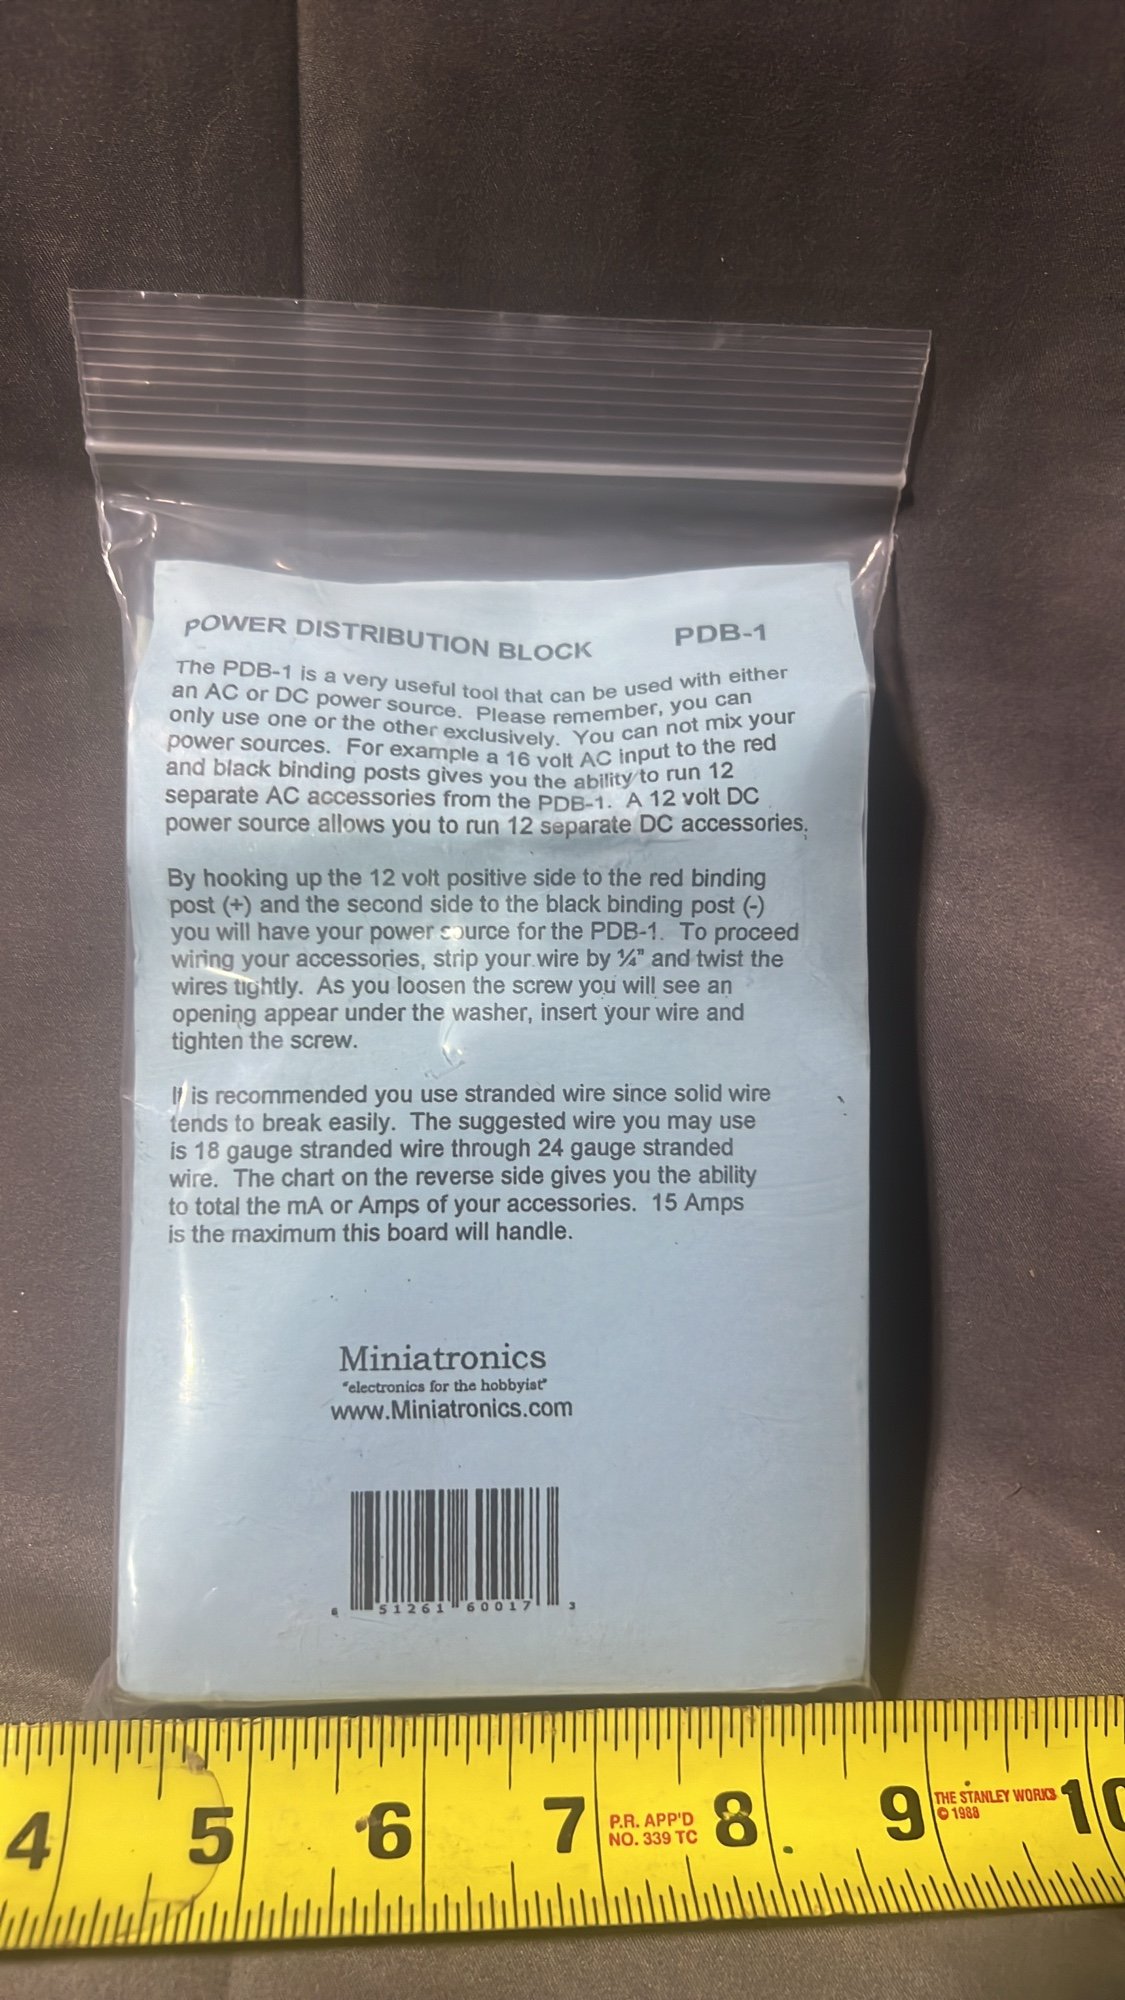 POWER DISTRIBUTION BLOCK PDB-1
The PDB-1 is a very useful tool that can be used with either
an AC or DC power source. Please remember, you can
only use one or the other exclusively. You can not mix your
power sources. For example a 16 volt AC input to the red
and black binding posts gives you the ability to run 12
separate AC accessories from the PDB-1. A 12 volt DC
power source allows you to run 12 separate DC accessories.
By hooking up the 12 volt positive side to the red binding
post (+) and the second side to the black binding post (-)
you will have your power source for the PDB-1. To proceed
wiring your accessories, strip your wire by ¼" and twist the
wires tightly. As you loosen the screw you will see an
opening appear under the washer, insert your wire and
tighten the screw.
It is recommended you use stranded wire since solid wire
tends to break easily. The suggested wire you may use
is 18 gauge stranded wire through 24 gauge stranded
wire. The chart on the reverse side gives you the ability
to total the mA or Amps of your accessories. 15 Amps
is the maximum this board will handle.
Miniatronics
"electronics for the hobbyist"
www.Miniatronics.com
6 51261 60017 3
4 5 6 7 P.R. APP'D 8 9 THE STANLEY WORKS 10
NO. 339 TC © 1988